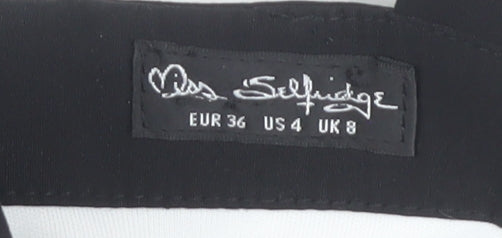 Miss Selfridge
EUR 36 US 4 UK 8